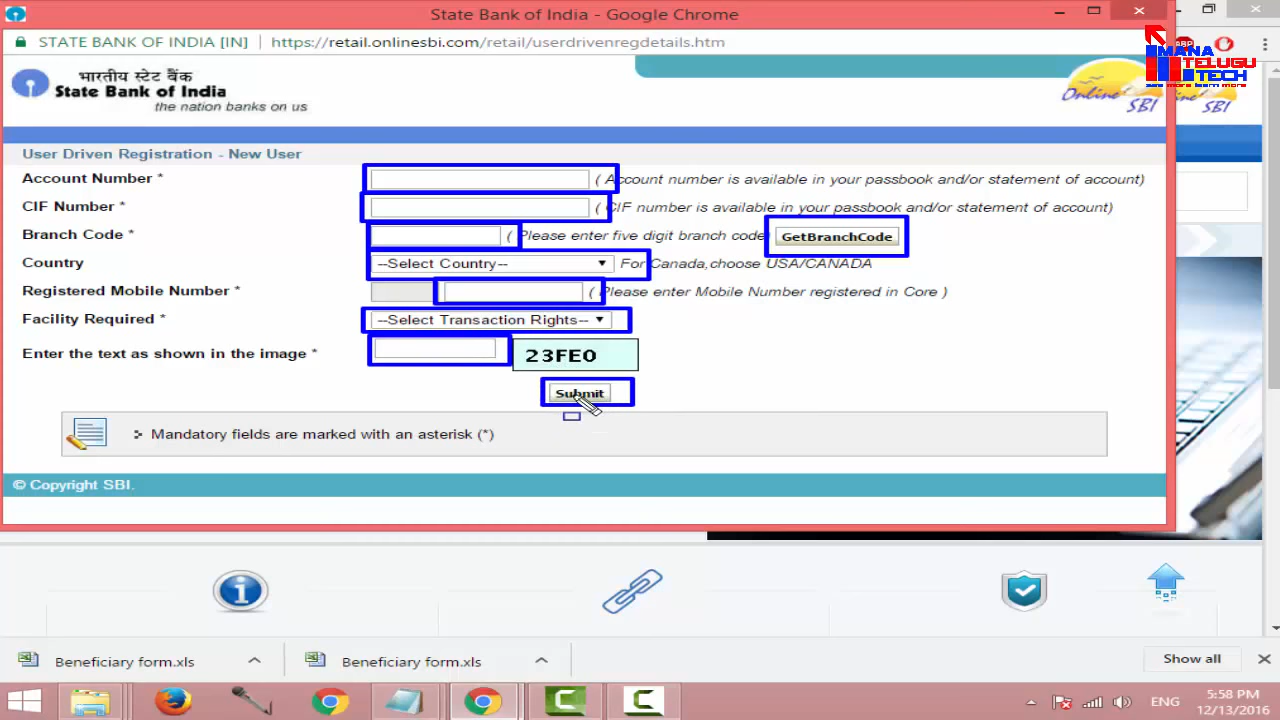 State Bank of India - Google Chrome
STATE BANK OF INDIA [IN] | https://retail.onlinesbi.com/retail/userdrivenregdetails.htm
ABP
MANA
TELUGU
TECH
भारतीय स्टेट बैंक
State Bank of India
the nation banks on us
Online SBI
SBI
User Driven Registration - New User
Account Number * ( Account number is available in your passbook and/or statement of account)
CIF Number * ( CIF number is available in your passbook and/or statement of account)
Branch Code * ( Please enter five digit branch code GetBranchCode
Country --Select Country-- For Canada,choose USA/CANADA
Registered Mobile Number * ( Please enter Mobile Number registered in Core )
Facility Required * --Select Transaction Rights--
Enter the text as shown in the image * 23FE0
Submit
Mandatory fields are marked with an asterisk (*)
© Copyright SBI.
Beneficiary form.xls Beneficiary form.xls Show all
ENG 5:58 PM
12/13/2016